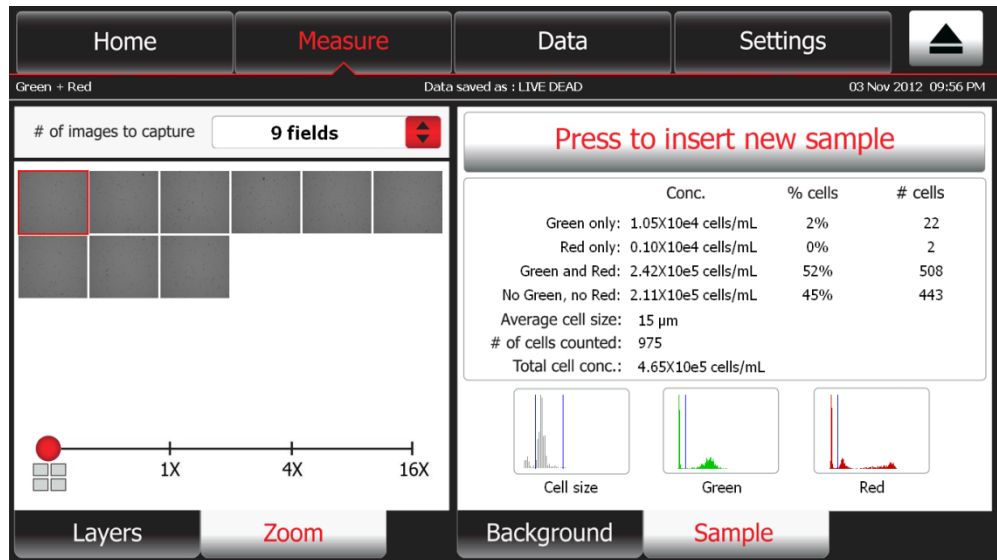 Home Measure Data Settings
Green + Red Data saved as : LIVE DEAD 03 Nov 2012 09:56 PM
# of images to capture 9 fields
1X 4X 16X
Layers Zoom
Press to insert new sample
Conc. % cells # cells
Green only: 1.05X10e4 cells/mL 2% 22
Red only: 0.10X10e4 cells/mL 0% 2
Green and Red: 2.42X10e5 cells/mL 52% 508
No Green, no Red: 2.11X10e5 cells/mL 45% 443
Average cell size: 15 μm
# of cells counted: 975
Total cell conc.: 4.65X10e5 cells/mL
Cell size Green Red
Background Sample